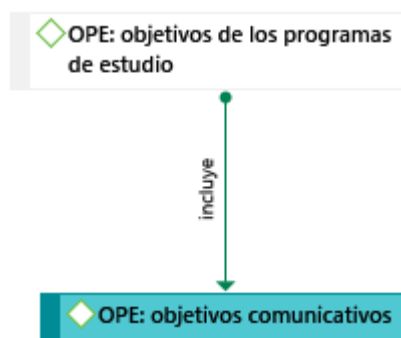 OPE: objetivos de los programas
de estudio
incluye
OPE: objetivos comunicativos